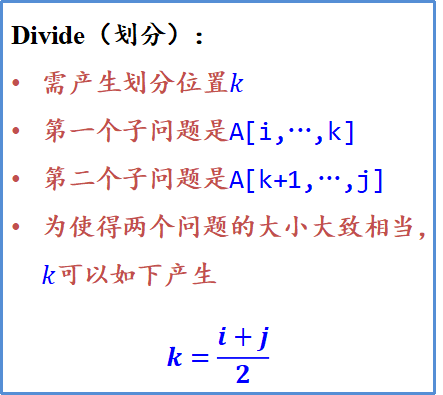 Divide（划分）：
• 需产生划分位置k
• 第一个子问题是A[i,…,k]
• 第二个子问题是A[k+1,…,j]
• 为使得两个问题的大小大致相当，
k可以如下产生
k = \frac{i + j}{2}